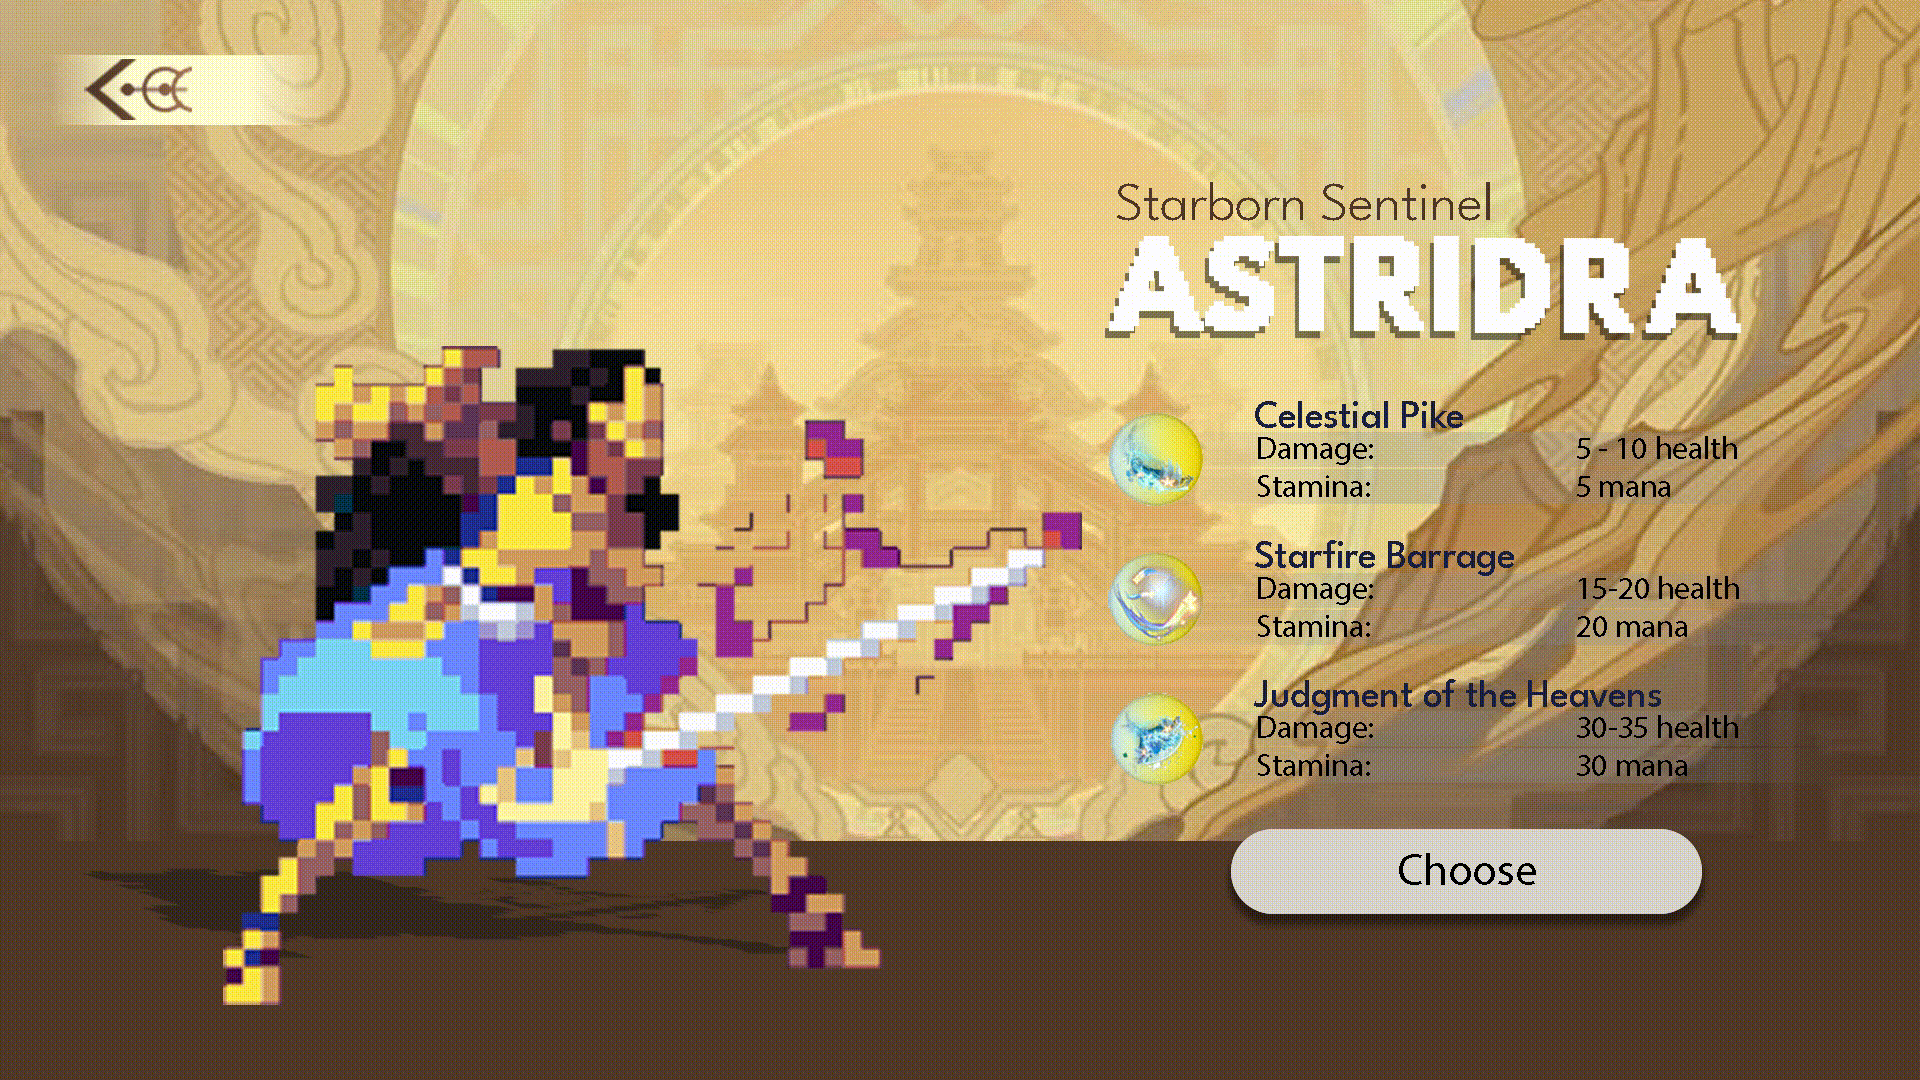 Starborn Sentinel
ASTRIDRA
Celestial Pike
Damage: 5 - 10 health
Stamina: 5 mana
Starfire Barrage
Damage: 15-20 health
Stamina: 20 mana
Judgment of the Heavens
Damage: 30-35 health
Stamina: 30 mana
Choose